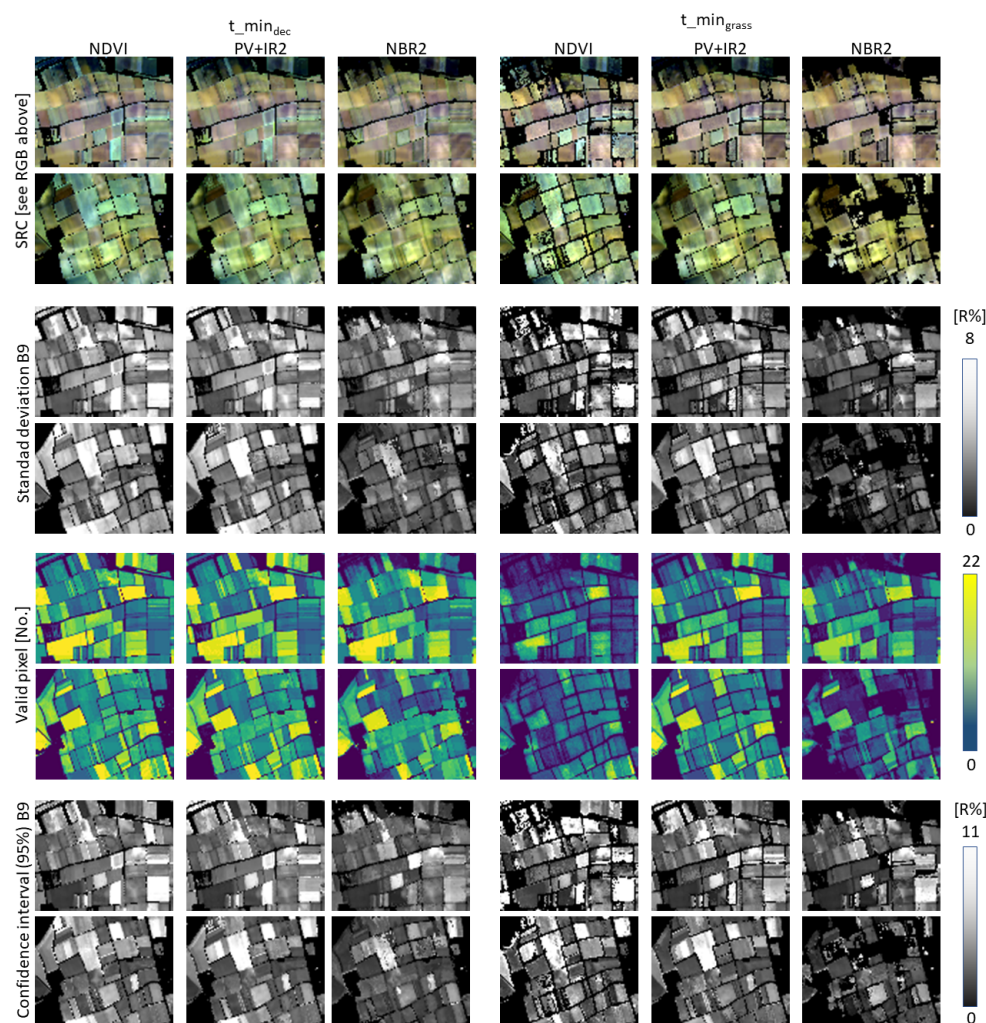 t_min_dec
t_min_grass
NDVI PV+IR2 NBR2 NDVI PV+IR2 NBR2
SRC [see RGB above]
Standad deviation B9
[R%]
8
0
Valid pixel [No.]
22
0
Confidence interval (95%) B9
[R%]
11
0